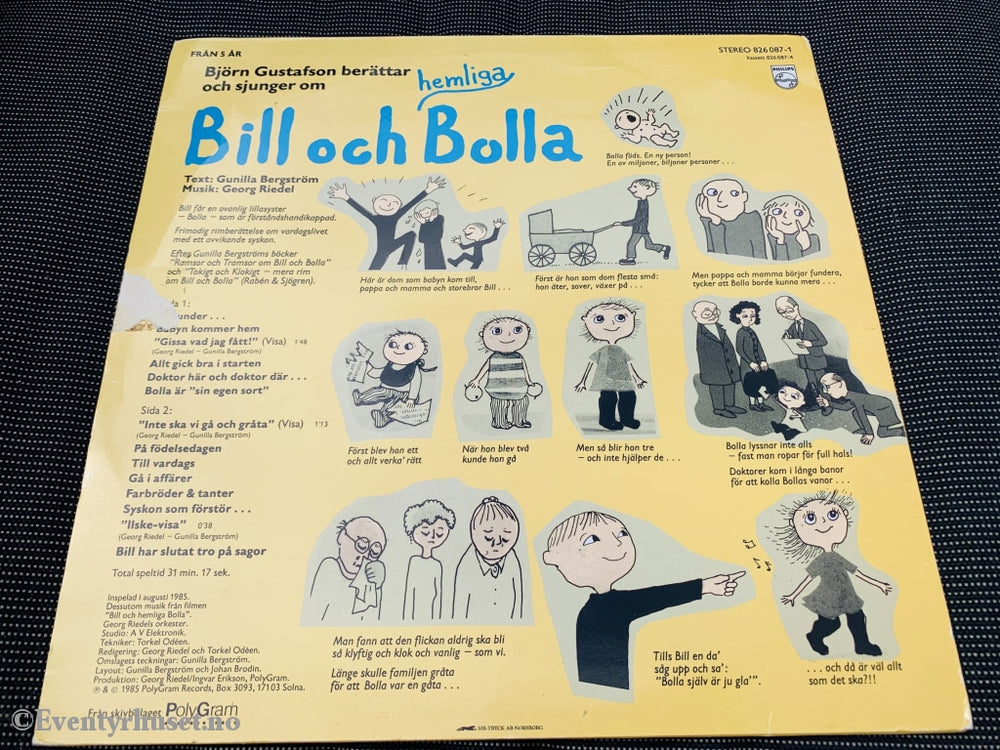 FRÅN 5 ÅR
STEREO 826 087-1
kassett 826 087-4
PHILIPS
Björn Gustafson berättar
och sjunger om
hemliga
Bill och Bolla
Text: Gunilla Bergström
Musik: Georg Riedel
Bill får en ovanlig lillasyster
– Bolla – som är förståndshandikappad.
Frimodig rimberättelse om vardagslivet
med ett avvikande syskon.
Efter Gunilla Bergströms böcker
"Ramsor och Tramsor om Bill och Bolla"
och "Tokigt och Klokigt – mera rim
om Bill och Bolla" (Rabén & Sjögren).
da 1:
under . . .
babyn kommer hem
"Gissa vad jag fått!" (Visa) 1'48
(Georg Riedel – Gunilla Bergström)
Allt gick bra i starten
Doktor här och doktor där . . .
Bolla är "sin egen sort"
Sida 2:
"Inte ska vi gå och gråta" (Visa) 1'13
(Georg Riedel – Gunilla Bergström)
På födelsedagen
Till vardags
Gå i affärer
Farbröder & tanter
Syskon som förstör . . .
"Ilske-visa" 0'38
(Georg Riedel – Gunilla Bergström)
Bill har slutat tro på sagor
Total speltid 31 min. 17 sek.
Inspelad i augusti 1985.
Dessutom musik från filmen
"Bill och hemliga Bolla".
Georg Riedels orkester.
Studio: A V Elektronik.
Tekniker: Torkel Odéen.
Redigering: Georg Riedel och Torkel Odéen.
Omslagets teckningar: Gunilla Bergström.
Layout: Gunilla Bergström och Johan Brodin.
Produktion: Georg Riedel/Ingvar Erikson, PolyGram.
℗ & © 1985 PolyGram Records, Box 3093, 17103 Solna.
Från skivbolaget PolyGram
Bolla föds. En ny person!
En av miljoner, biljoner personer . . .
Här är dom som babyn kom till,
pappa och mamma och storebror Bill . . .
Först är hon som dom flesta små:
hon äter, sover, växer på . . .
Men pappa och mamma börjar fundera,
tycker att Bolla borde kunna mera . . .
Först blev hon ett
och allt verka' rätt
När hon blev två
kunde hon gå
Men så blir hon tre
– och inte hjälper de . . .
Bolla lyssnar inte alls
– fast man ropar för full hals!
Doktorer kom i långa banor
för att kolla Bollas vanor . . .
Man fann att den flickan aldrig ska bli
så klyftig och klok och vanlig – som vi.
Länge skulle familjen gråta
för att Bolla var en gåta . . .
Tills Bill en da'
såg upp och sa':
"Bolla själv är ju gla'".
. . . och då är väl allt
som det ska?!!
SIB-TRYCK AB NORSBORG
©Eventyrhuset.no